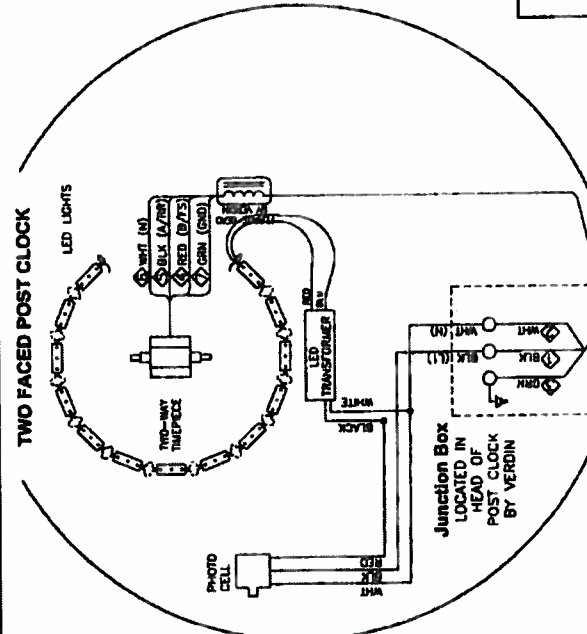 TWO FACED POST CLOCK
LED LIGHTS
WHT (N)
BLK (A/RR)
RED (D/FS)
GRN (GND)
TWO-WAY
TIMEPIECE
RED
BLU
LED
TRANSFORMER
WHITE
BLACK
PHOTO
CELL
RED
BLK
WHT
WHT (N)
BLK (L1)
WHT
BLK
GRN
Junction Box
LOCATED IN
HEAD OF
POST CLOCK
BY VERDIN